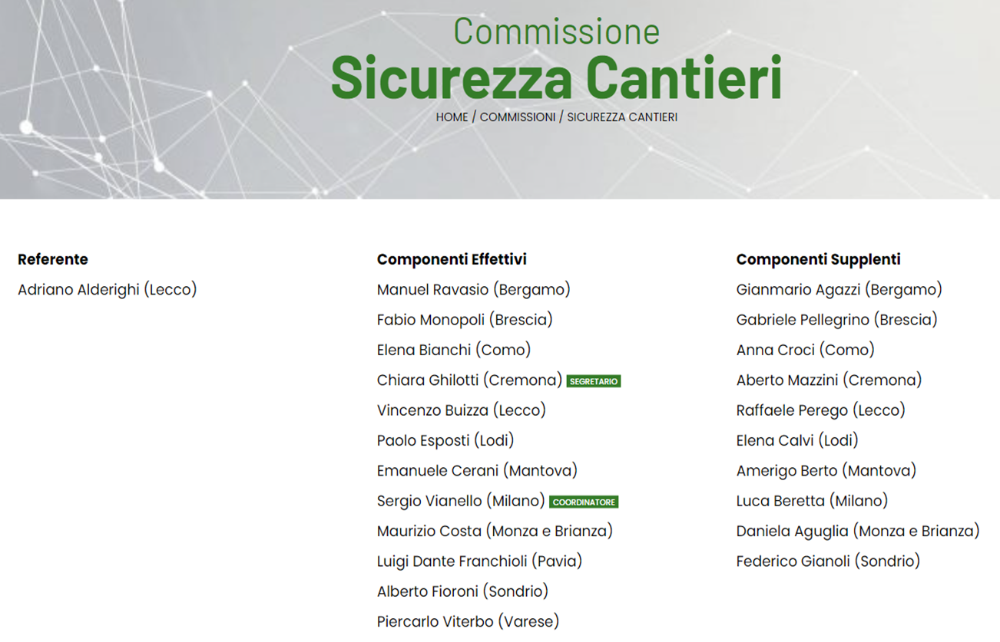 Commissione
Sicurezza Cantieri
HOME / COMMISSIONI / SICUREZZA CANTIERI
Referente
Adriano Alderighi (Lecco)
Componenti Effettivi
Manuel Ravasio (Bergamo)
Fabio Monopoli (Brescia)
Elena Bianchi (Como)
Chiara Ghilotti (Cremona) SEGRETARIO
Vincenzo Buizza (Lecco)
Paolo Esposti (Lodi)
Emanuele Cerani (Mantova)
Sergio Vianello (Milano) COORDINATORE
Maurizio Costa (Monza e Brianza)
Luigi Dante Franchioli (Pavia)
Alberto Fioroni (Sondrio)
Piercarlo Viterbo (Varese)
Componenti Supplenti
Gianmario Agazzi (Bergamo)
Gabriele Pellegrino (Brescia)
Anna Croci (Como)
Aberto Mazzini (Cremona)
Raffaele Perego (Lecco)
Elena Calvi (Lodi)
Amerigo Berto (Mantova)
Luca Beretta (Milano)
Daniela Aguglia (Monza e Brianza)
Federico Gianoli (Sondrio)